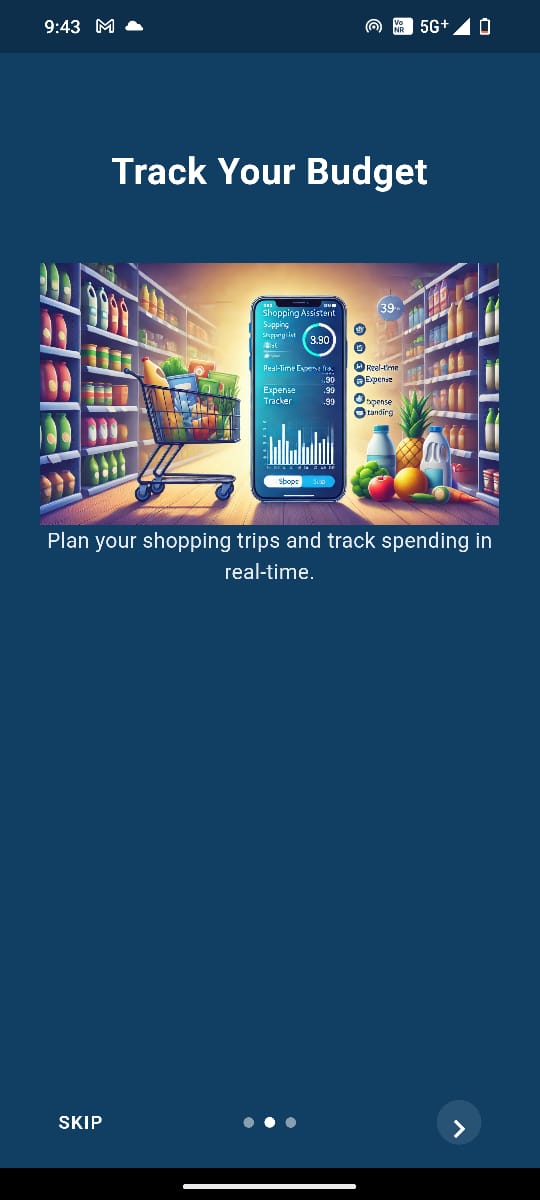 9:43
Vo
NR
5G+
Track Your Budget
Shopping Assistent
Supping
Shopping List
3.90
39
Real-Time Expense
.90
Expense
.99
Tracker
.99
Real-time
Expense
Expense
tanding
Shops
Plan your shopping trips and track spending in
real-time.
SKIP